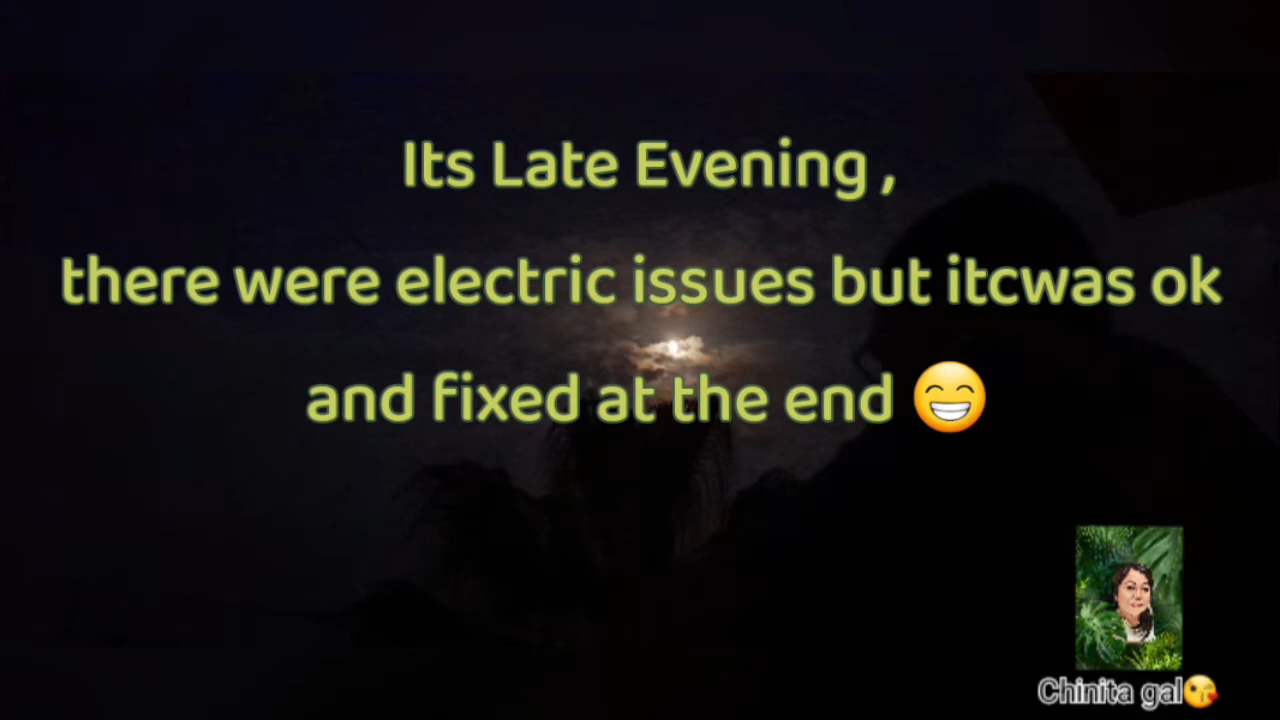 Its Late Evening ,
there were electric issues but itcwas ok
and fixed at the end 😁
Chinita gal😘